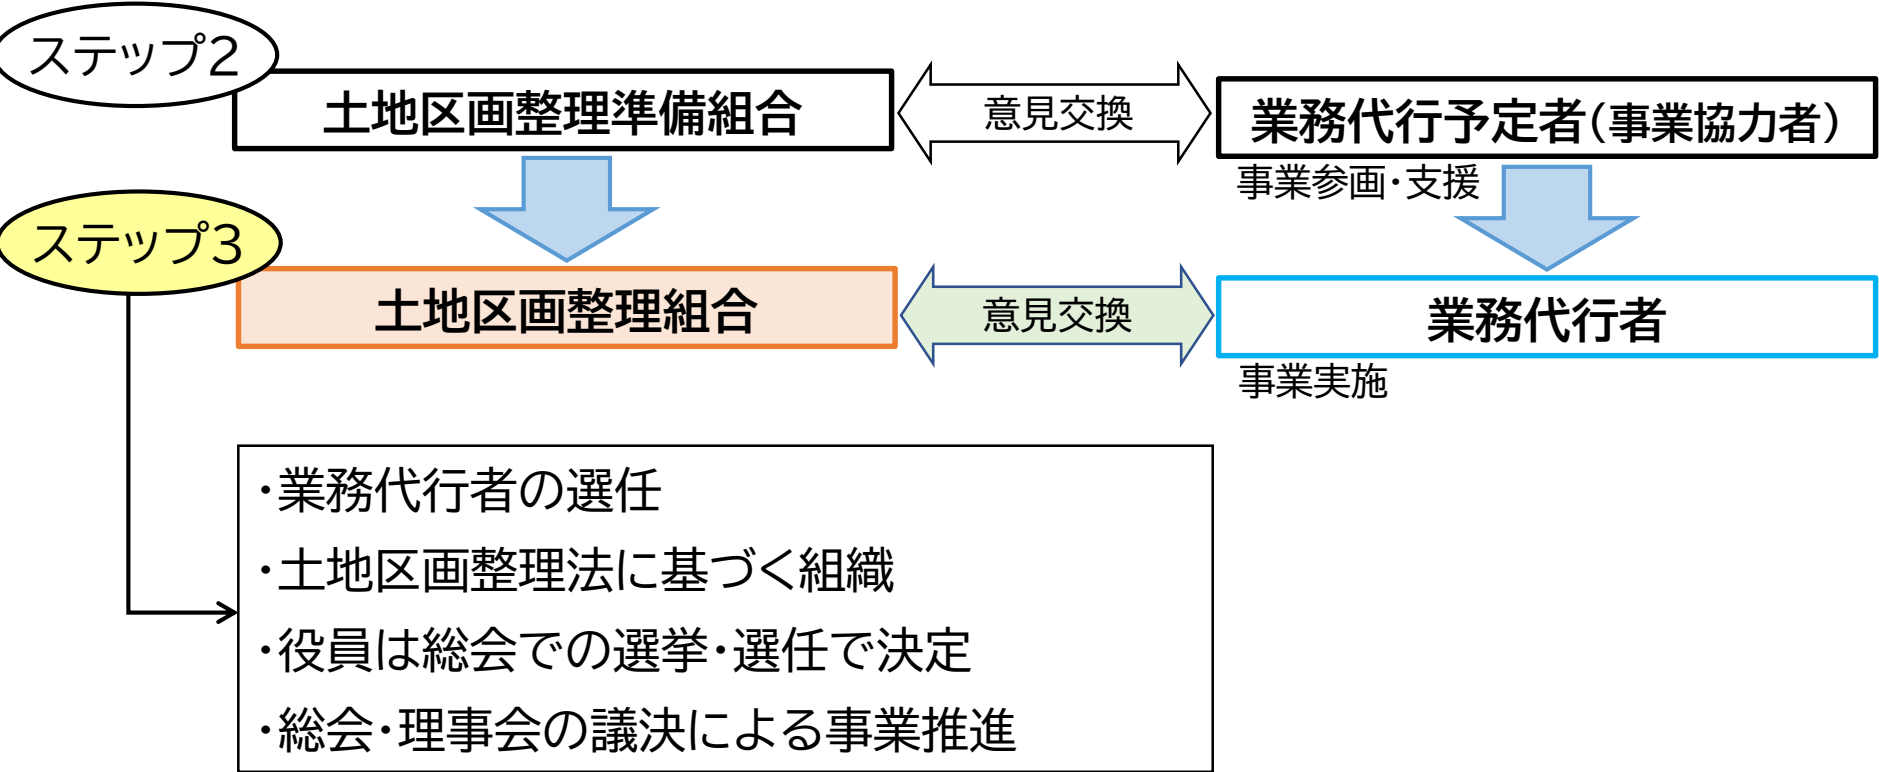 ステップ2
土地区画整理準備組合
意見交換
業務代行予定者(事業協力者)
事業参画・支援
ステップ3
土地区画整理組合
意見交換
業務代行者
事業実施
・業務代行者の選任
・土地区画整理法に基づく組織
・役員は総会での選挙・選任で決定
・総会・理事会の議決による事業推進